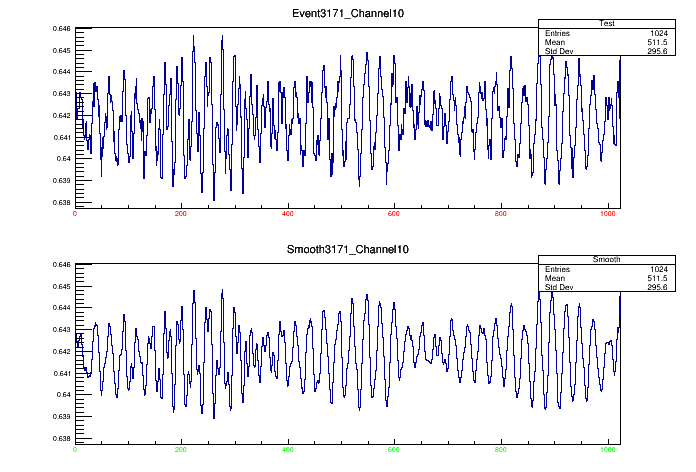 Event3171_Channel10
Test
Entries 1024
Mean 511.5
Std Dev 295.6
0.646
0.645
0.644
0.643
0.642
0.641
0.64
0.639
0.638
0 200 400 600 800 1000
Smooth3171_Channel10
Smooth
Entries 1024
Mean 511.5
Std Dev 295.6
0.646
0.645
0.644
0.643
0.642
0.641
0.64
0.639
0.638
0 200 400 600 800 1000